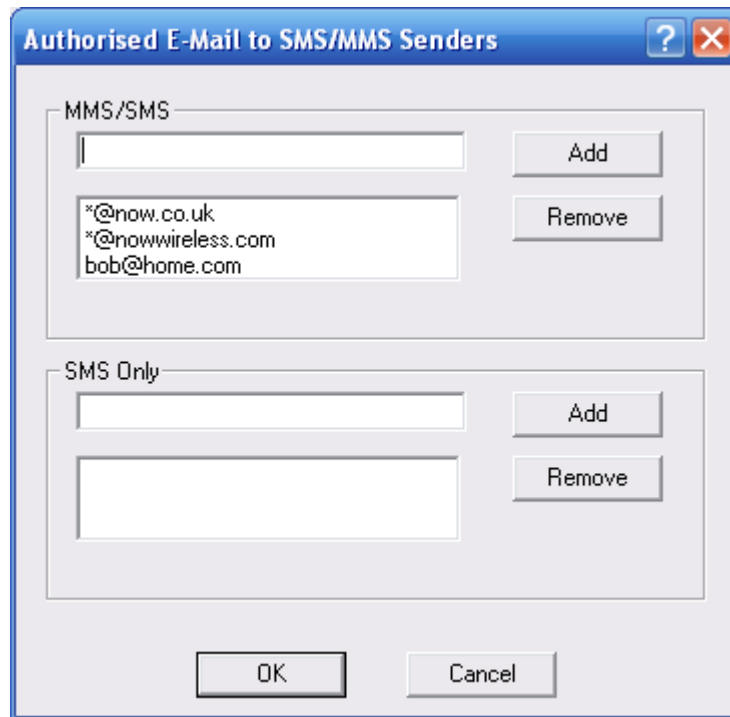 Authorised E-Mail to SMS/MMS Senders
MMS/SMS
Add
*@now.co.uk
Remove
*@nowwireless.com
bob@home.com
SMS Only
Add
Remove
OK Cancel